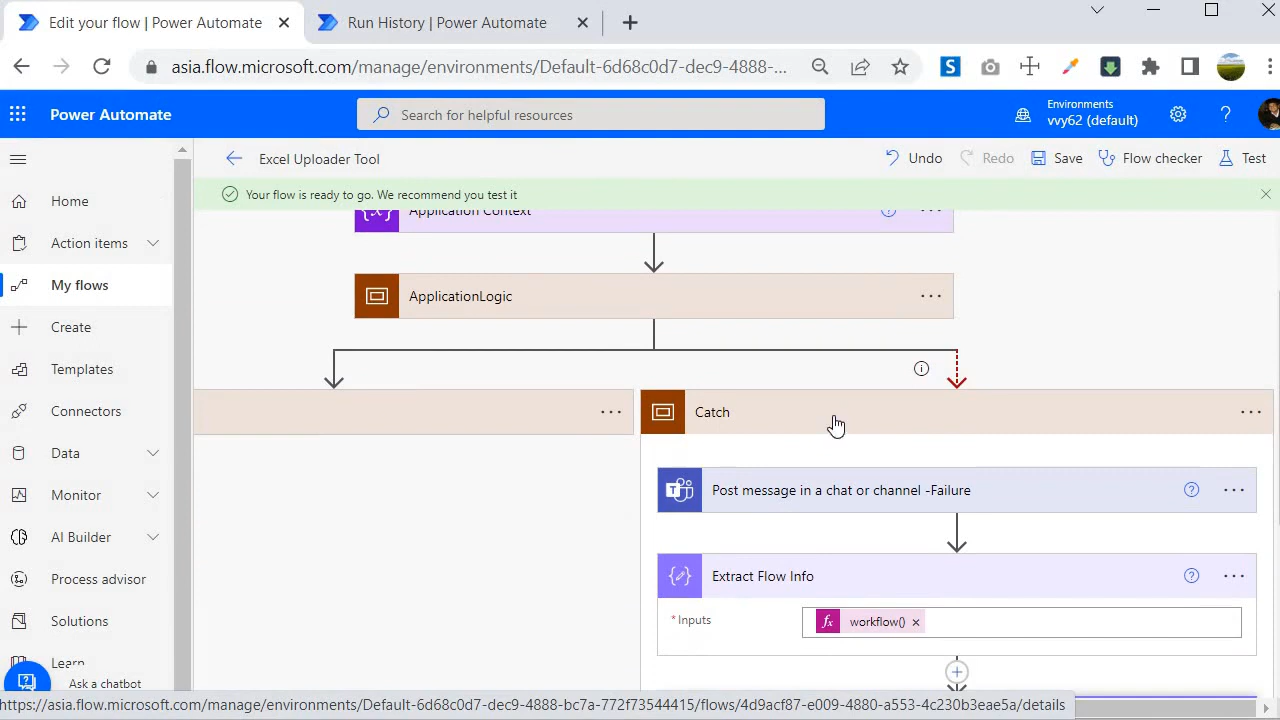 Edit your flow | Power Automate
Run History | Power Automate
asia.flow.microsoft.com/manage/environments/Default-6d68c0d7-dec9-4888-...
S
Power Automate
Search for helpful resources
Environments
vvy62 (default)
?
Excel Uploader Tool
Undo
Redo
Save
Flow checker
Test
Your flow is ready to go. We recommend you test it
Home
Action items
My flows
Create
Templates
Connectors
Data
Monitor
AI Builder
Process advisor
Solutions
Learn
Ask a chatbot
Application Context
ApplicationLogic
Catch
Post message in a chat or channel -Failure
Extract Flow Info
* Inputs
fx workflow() ×
https://asia.flow.microsoft.com/manage/environments/Default-6d68c0d7-dec9-4888-bc7a-772f73544415/flows/4d9acf87-e009-4880-a553-4c230b3eae5a/details